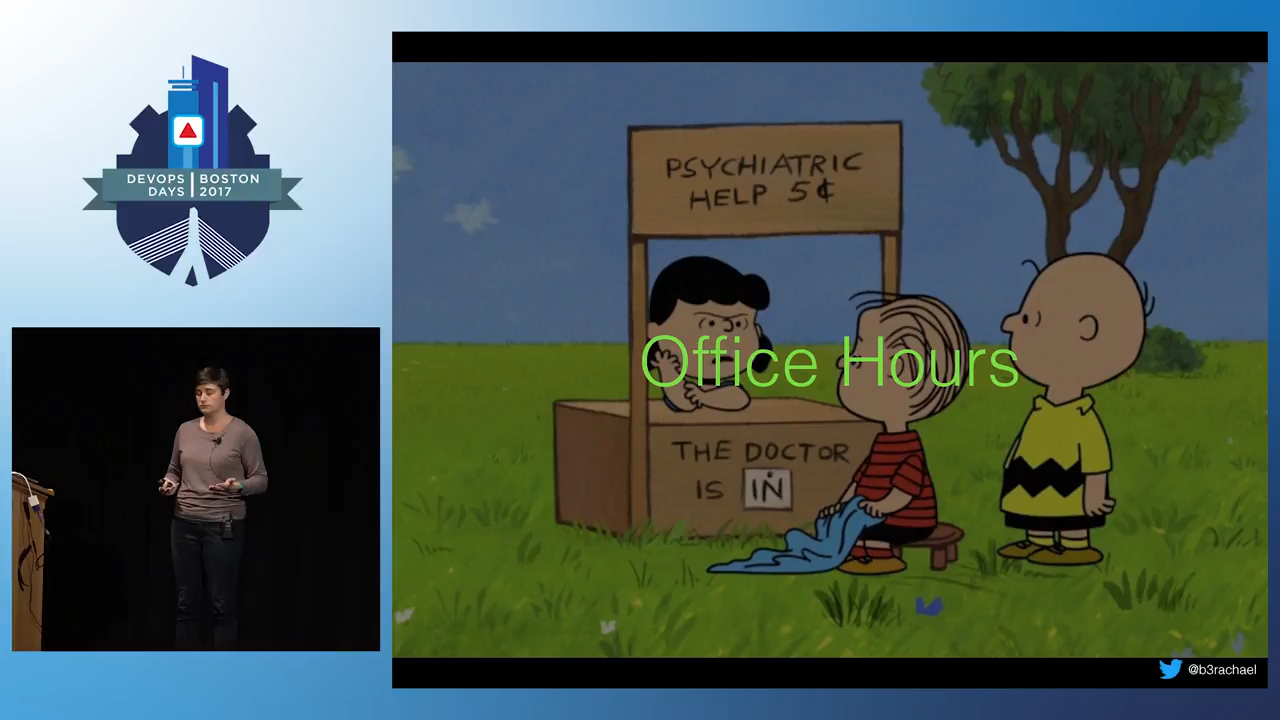 DEVOPS BOSTON
DAYS 2017
PSYCHIATRIC
HELP 5¢
Office Hours
THE DOCTOR
IS IN
@b3rachael